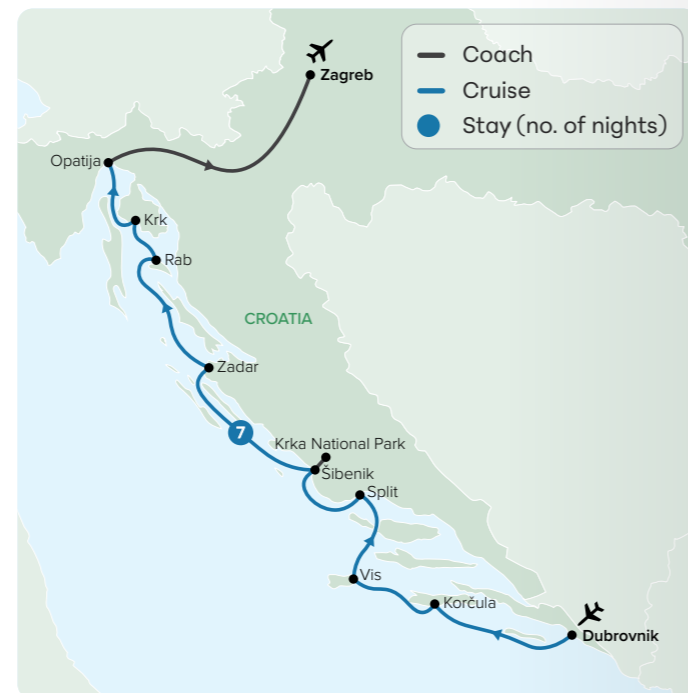 Coach
Cruise
Stay (no. of nights)
Zagreb
Opatija
Krk
Rab
CROATIA
Zadar
7
Krka National Park
Šibenik
Split
Vis
Korčula
Dubrovnik